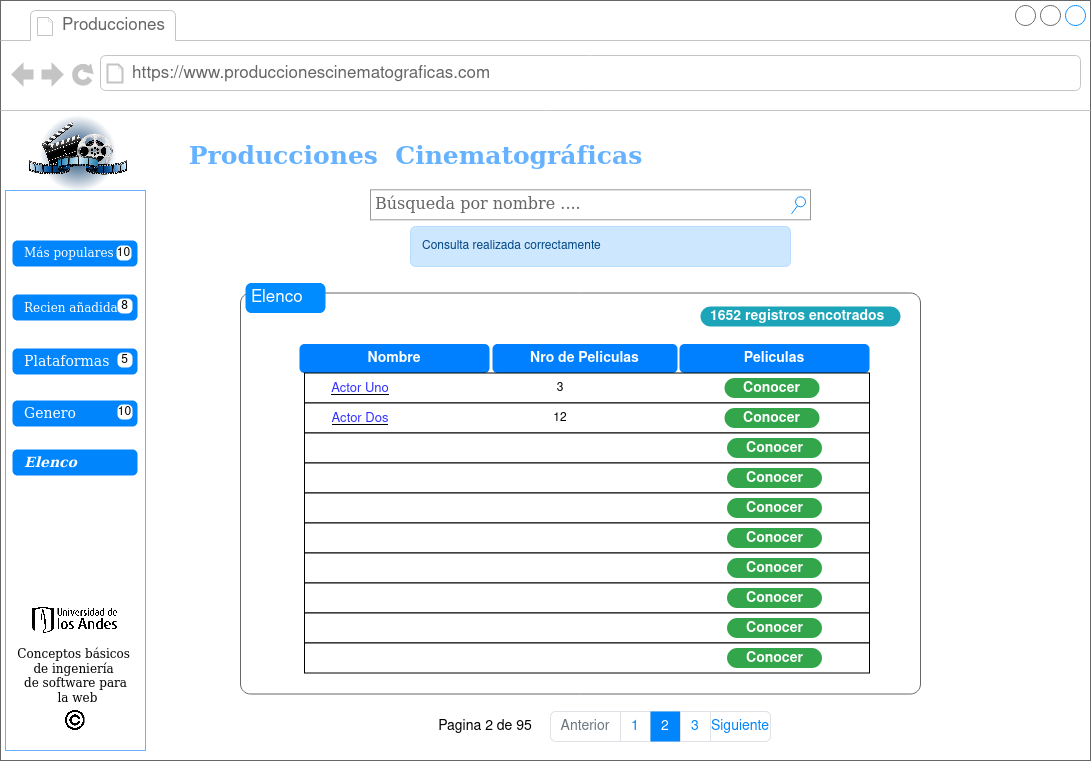 Producciones
https://www.produccionescinematograficas.com
Producciones Cinematográficas
Búsqueda por nombre ....
Consulta realizada correctamente
Más populares 10
Recien añadida 8
Plataformas 5
Genero 10
Elenco
Universidad de
los Andes
Conceptos básicos
de ingeniería
de software para
la web
©
Elenco
1652 registros encotrados
Nombre Nro de Peliculas Peliculas
Actor Uno 3 Conocer
Actor Dos 12 Conocer
Conocer
Conocer
Conocer
Conocer
Conocer
Conocer
Conocer
Conocer
Pagina 2 de 95 Anterior 1 2 3 Siguiente